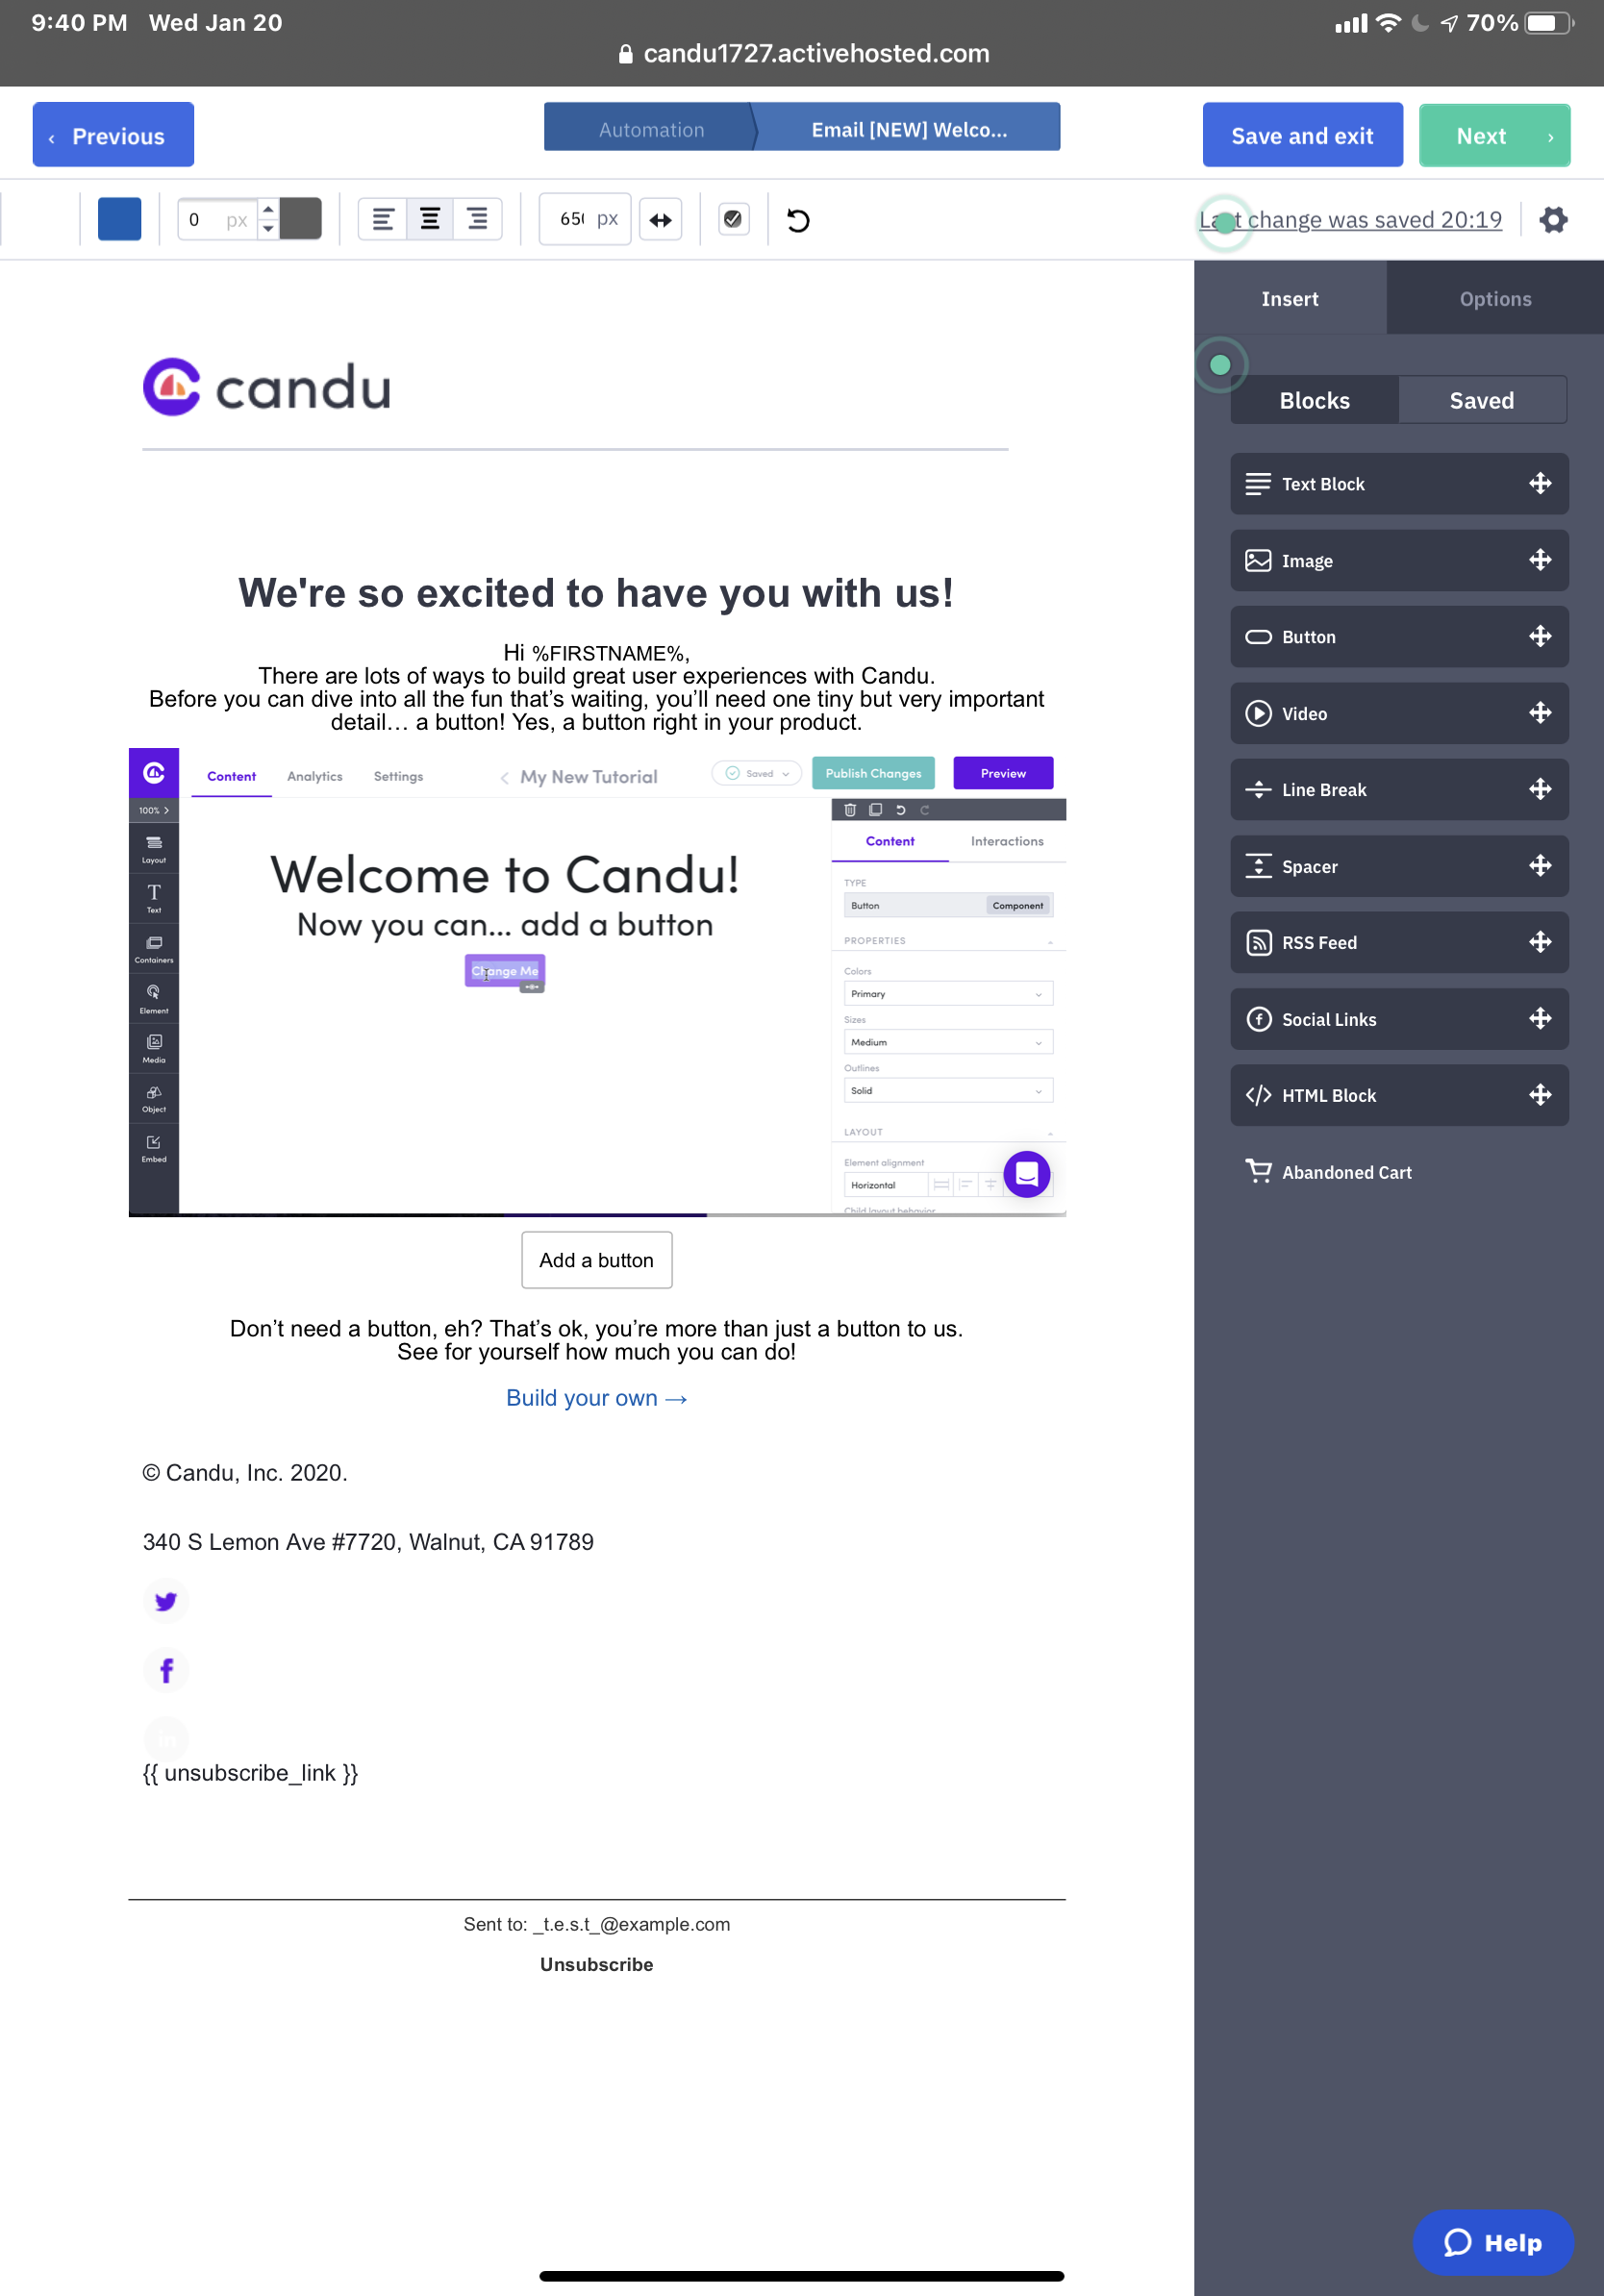 9:40 PM Wed Jan 20
70%
candu1727.activehosted.com
Previous
Automation
Email [NEW] Welco...
Save and exit
Next
0 px
650 px
Last change was saved 20:19
Insert
Options
Blocks
Saved
Text Block
Image
Button
Video
Line Break
Spacer
RSS Feed
Social Links
HTML Block
Abandoned Cart
candu
We're so excited to have you with us!
Hi %FIRSTNAME%,
There are lots of ways to build great user experiences with Candu.
Before you can dive into all the fun that’s waiting, you’ll need one tiny but very important
detail… a button! Yes, a button right in your product.
Content Analytics Settings
< My New Tutorial
Saved
Publish Changes
Preview
100% >
Layout
Text
Containers
Element
Media
Object
Embed
Welcome to Candu!
Now you can... add a button
Change Me
Content Interactions
TYPE
Button Component
PROPERTIES
Colors
Primary
Sizes
Medium
Outlines
Solid
LAYOUT
Element alignment
Horizontal
Child layout behavior
Add a button
Don’t need a button, eh? That’s ok, you’re more than just a button to us.
See for yourself how much you can do!
Build your own →
© Candu, Inc. 2020.
340 S Lemon Ave #7720, Walnut, CA 91789
in
{{ unsubscribe_link }}
Sent to: _t.e.s.t_@example.com
Unsubscribe
Help